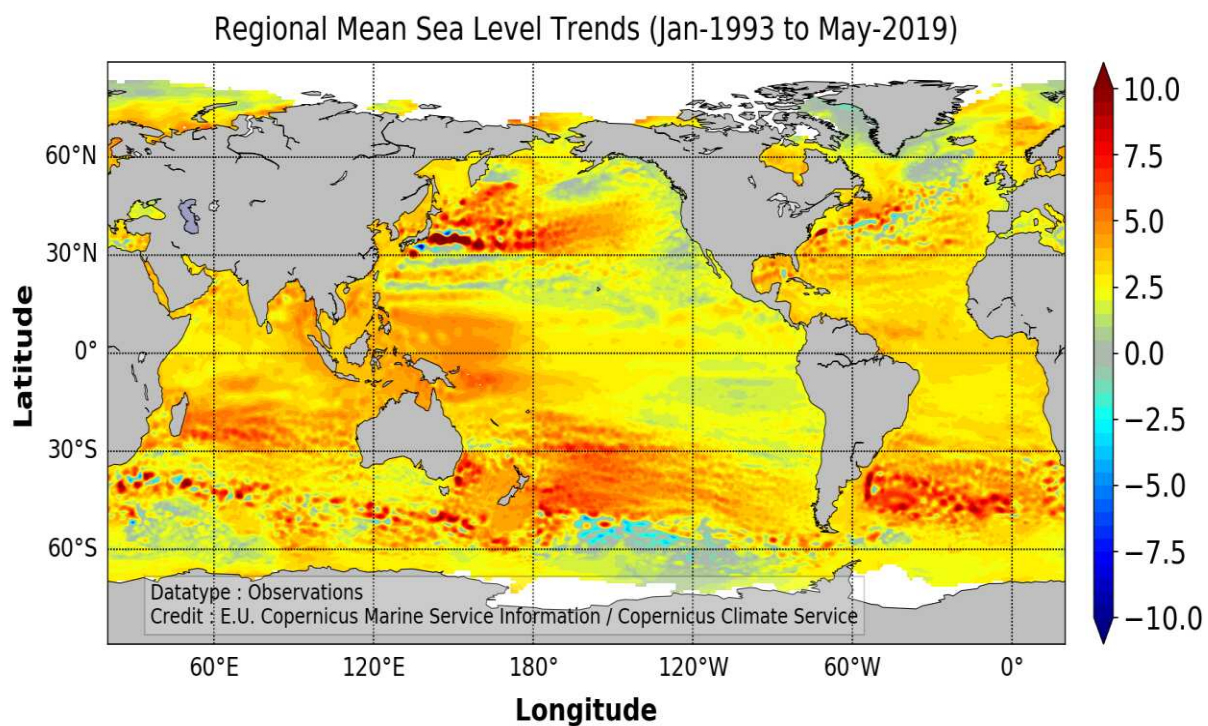 Regional Mean Sea Level Trends (Jan-1993 to May-2019)
60°N
30°N
0°
30°S
60°S
Latitude
Datatype : Observations
Credit : E.U. Copernicus Marine Service Information / Copernicus Climate Service
60°E
120°E
180°
120°W
60°W
0°
Longitude
10.0
7.5
5.0
2.5
0.0
−2.5
−5.0
−7.5
−10.0